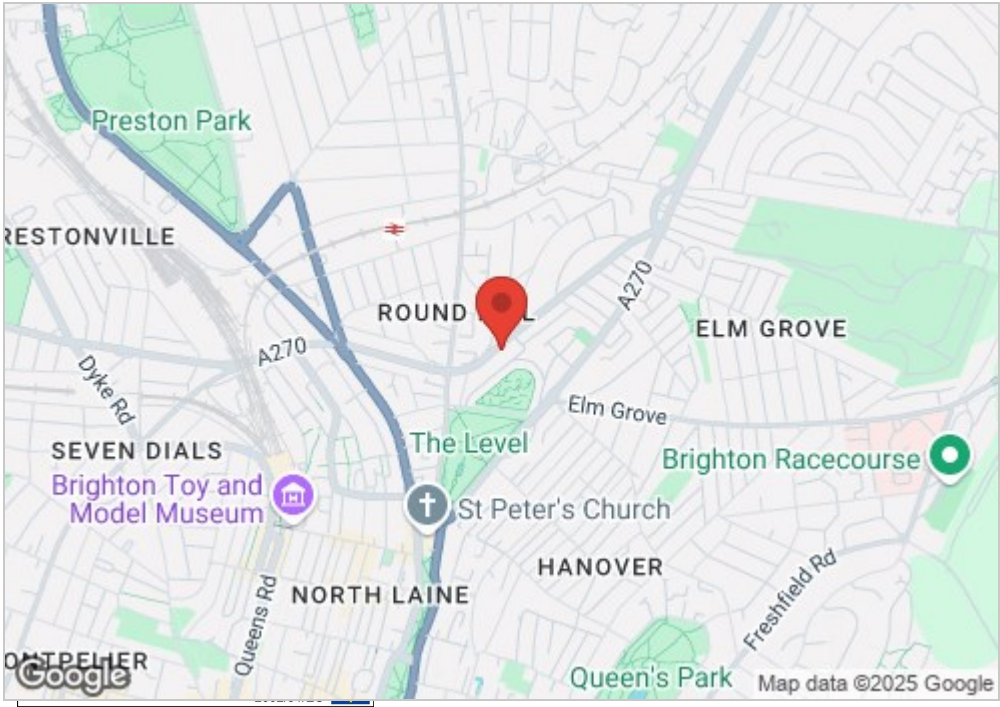 Preston Park
RESTONVILLE
ROUND
A270
A270
ELM GROVE
Dyke Rd
Elm Grove
SEVEN DIALS
The Level
Brighton Racecourse
Brighton Toy and
Model Museum
St Peter's Church
HANOVER
NORTH LAINE
Freshfield Rd
Queens Rd
ONTPELIER
Google
Queen's Park
Map data ©2025 Google